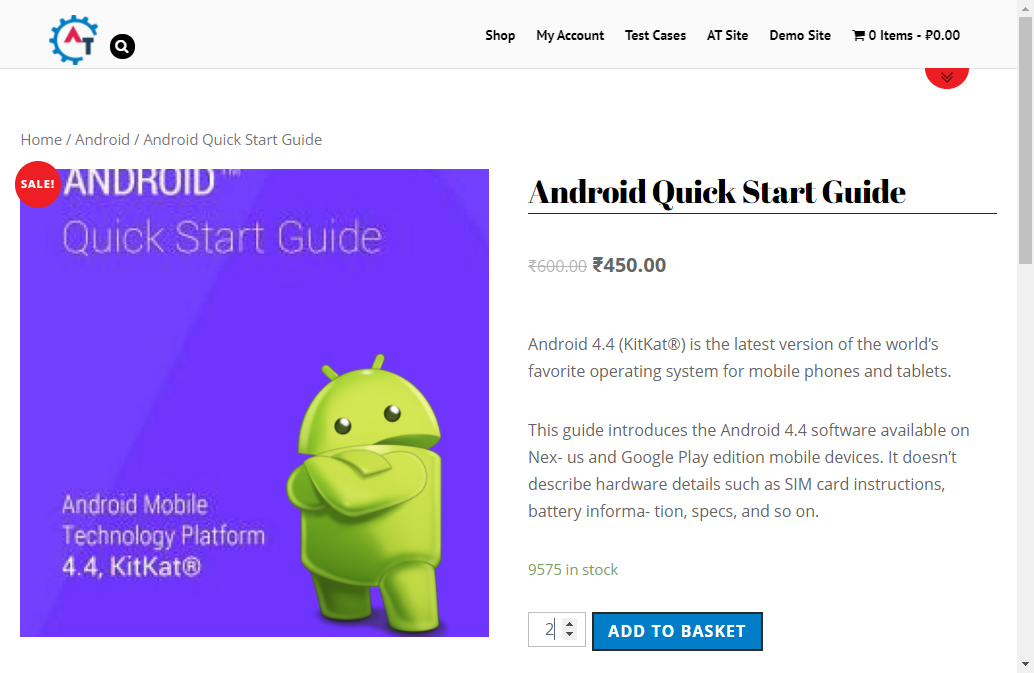 AT
Shop My Account Test Cases AT Site Demo Site 0 Items - ₽0.00
Home / Android / Android Quick Start Guide
SALE!
ANDROID™
Quick Start Guide
Android Mobile
Technology Platform
4.4, KitKat®
Android Quick Start Guide
₹600.00 ₹450.00
Android 4.4 (KitKat®) is the latest version of the world’s
favorite operating system for mobile phones and tablets.
This guide introduces the Android 4.4 software available on
Nex- us and Google Play edition mobile devices. It doesn’t
describe hardware details such as SIM card instructions,
battery informa- tion, specs, and so on.
9575 in stock
2 ADD TO BASKET